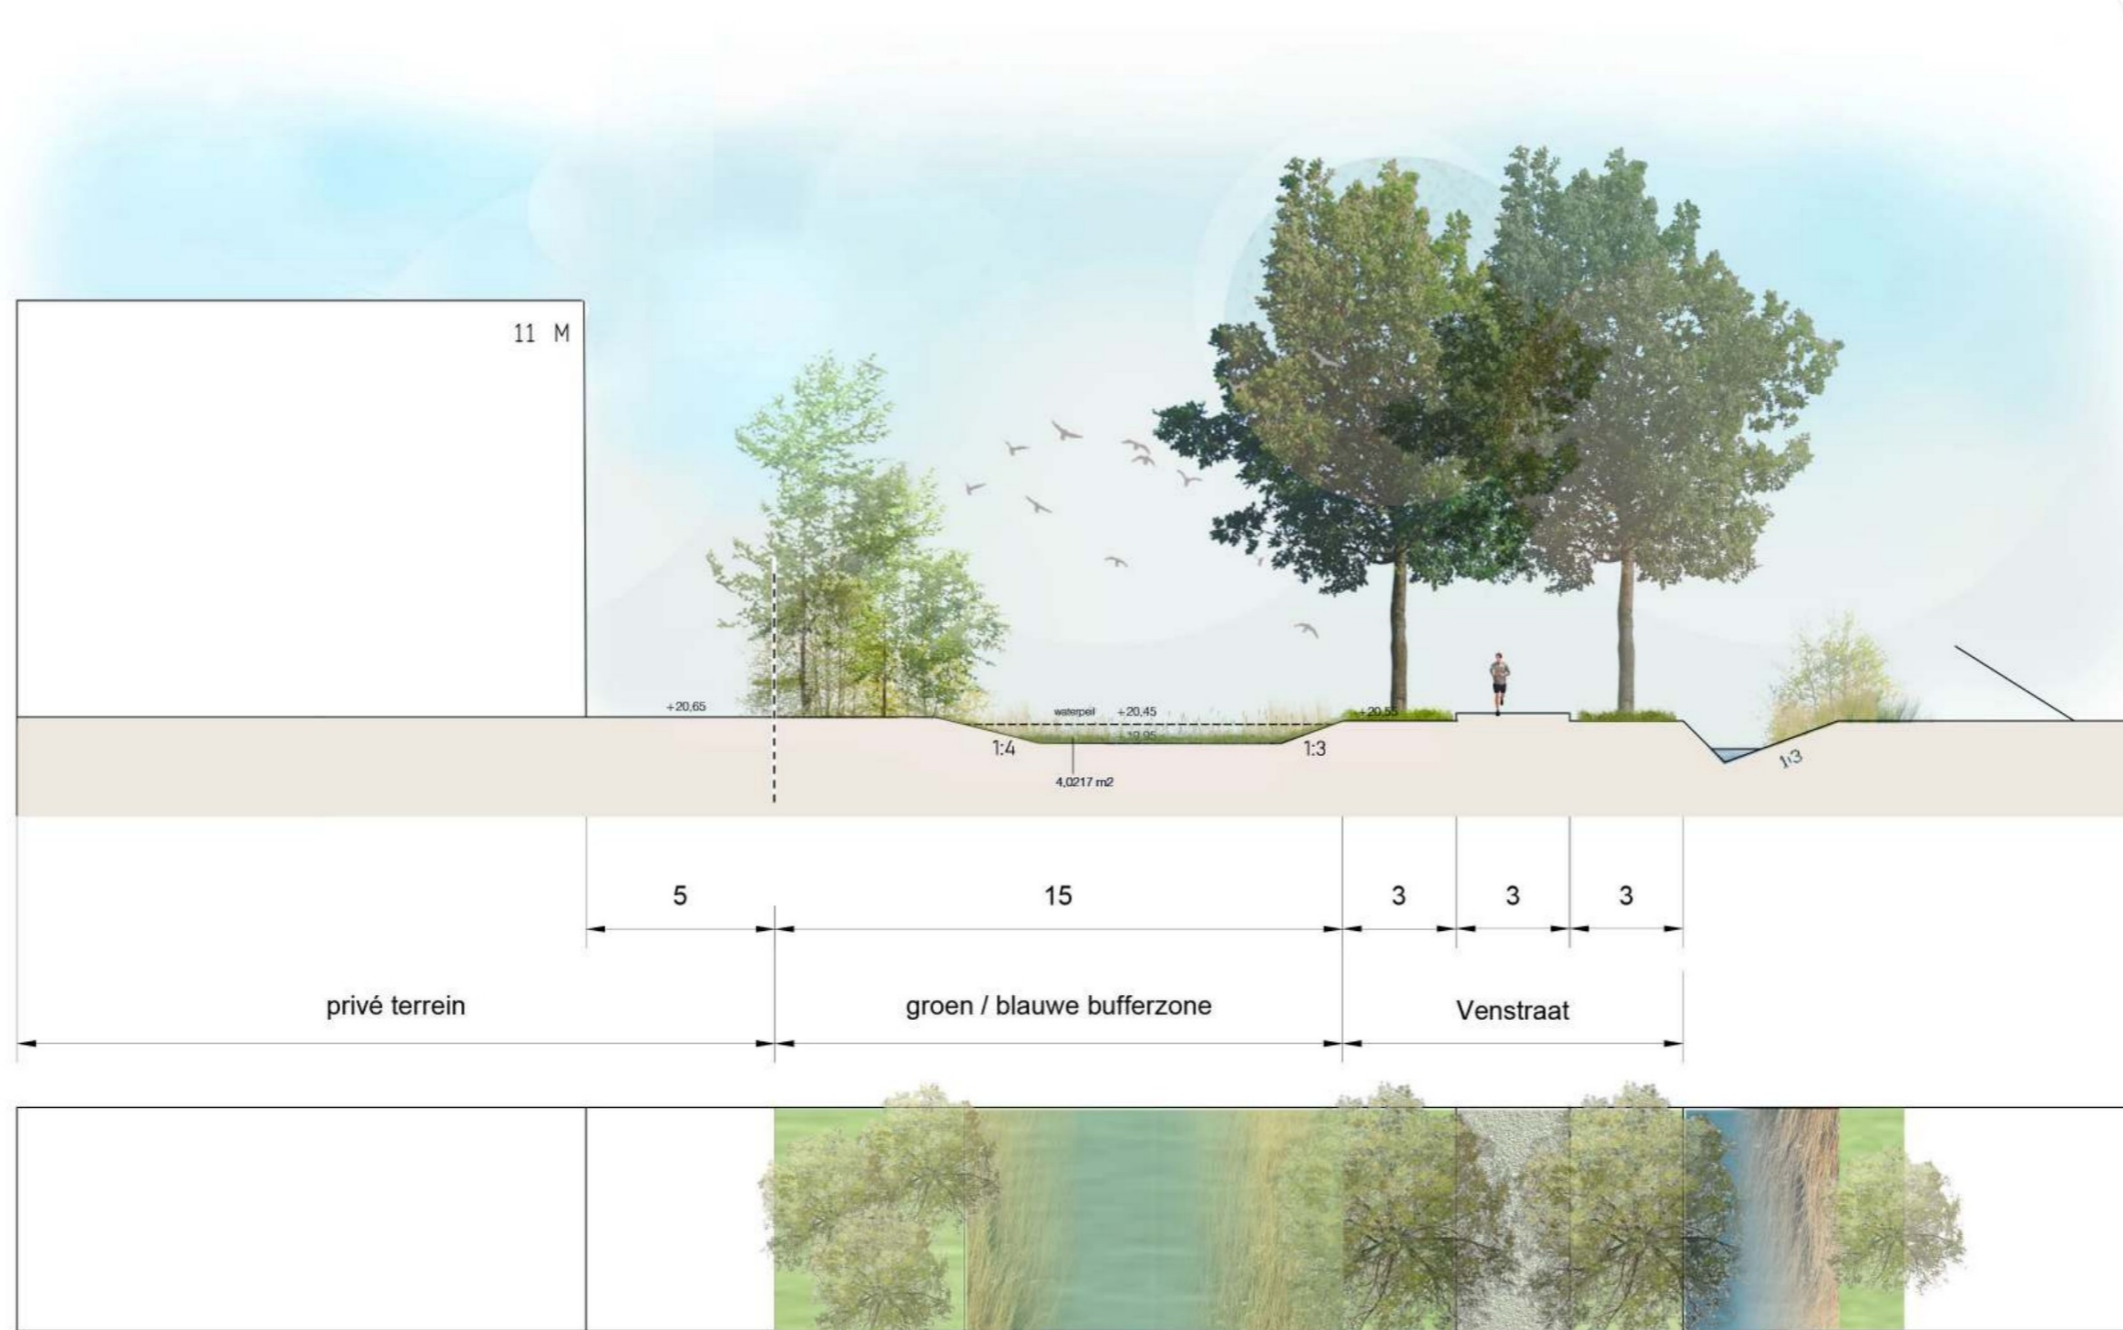 11 M
+20,65
waterpeil +20,45
+20,55
1:4
1:3
1:3
4,0217 m2
5
15
3
3
3
privé terrein
groen / blauwe bufferzone
Venstraat